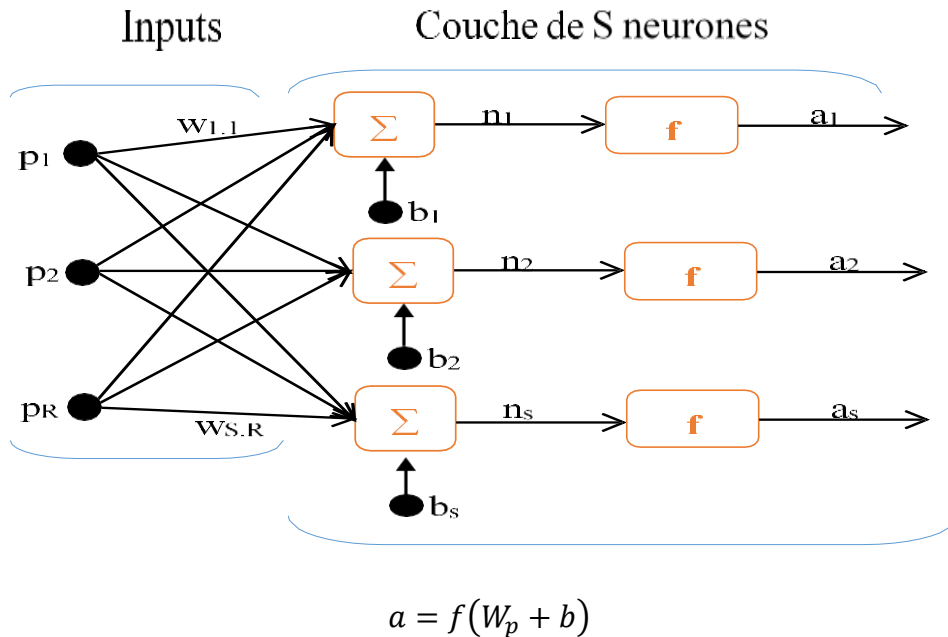 Inputs Couche de S neurones
w1.1 Σ n1 f a1
p1
b1
p2 Σ n2 f a2
b2
pR wS.R Σ ns f as
bs
a = f(Wp + b)